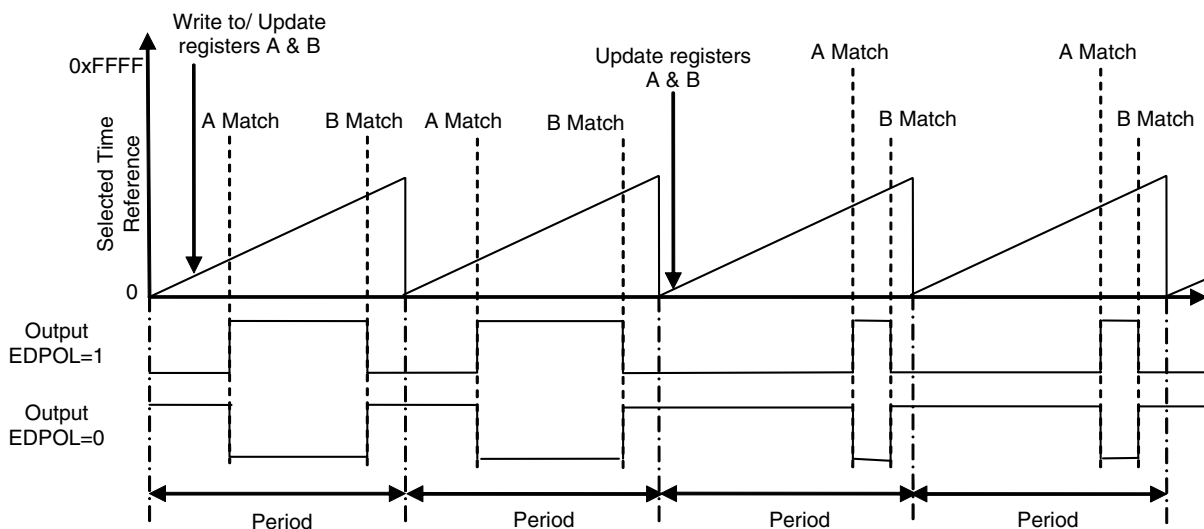 Write to/ Update
registers A & B
0xFFFF
Update registers
A & B
A Match
A Match
A Match
B Match
A Match
B Match
B Match
B Match
Selected Time
Reference
0
Output
EDPOL=1
Output
EDPOL=0
Period
Period
Period
Period